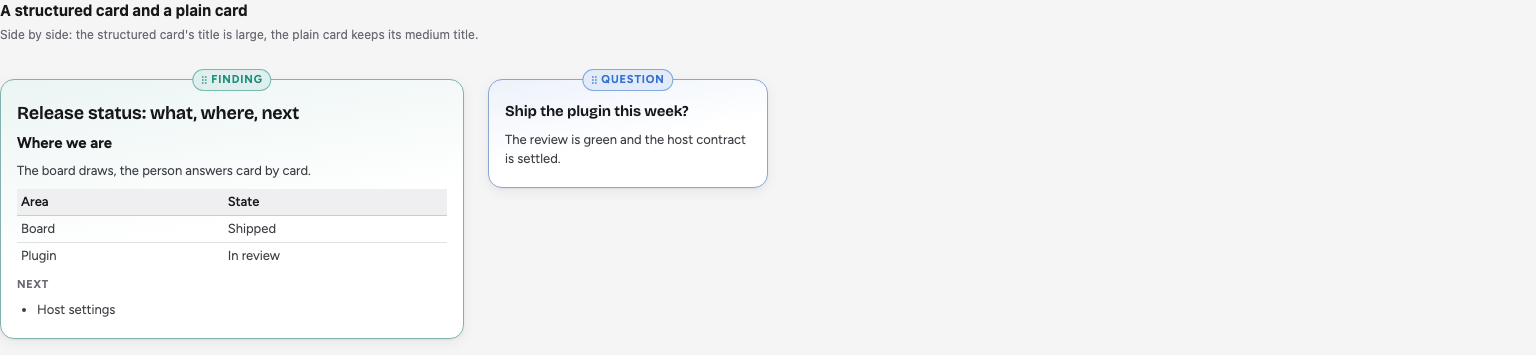 A structured card and a plain card
Side by side: the structured card's title is large, the plain card keeps its medium title.
FINDING
Release status: what, where, next
Where we are
The board draws, the person answers card by card.
Area State
Board Shipped
Plugin In review
NEXT
• Host settings
QUESTION
Ship the plugin this week?
The review is green and the host contract
is settled.